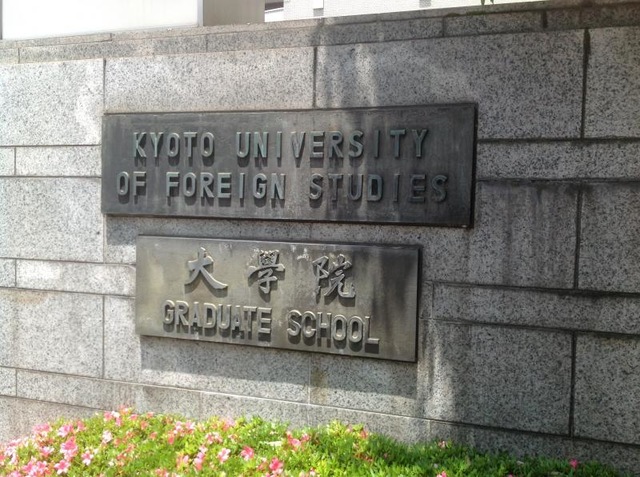 KYOTO UNIVERSITY
OF FOREIGN STUDIES
大學院
GRADUATE SCHOOL